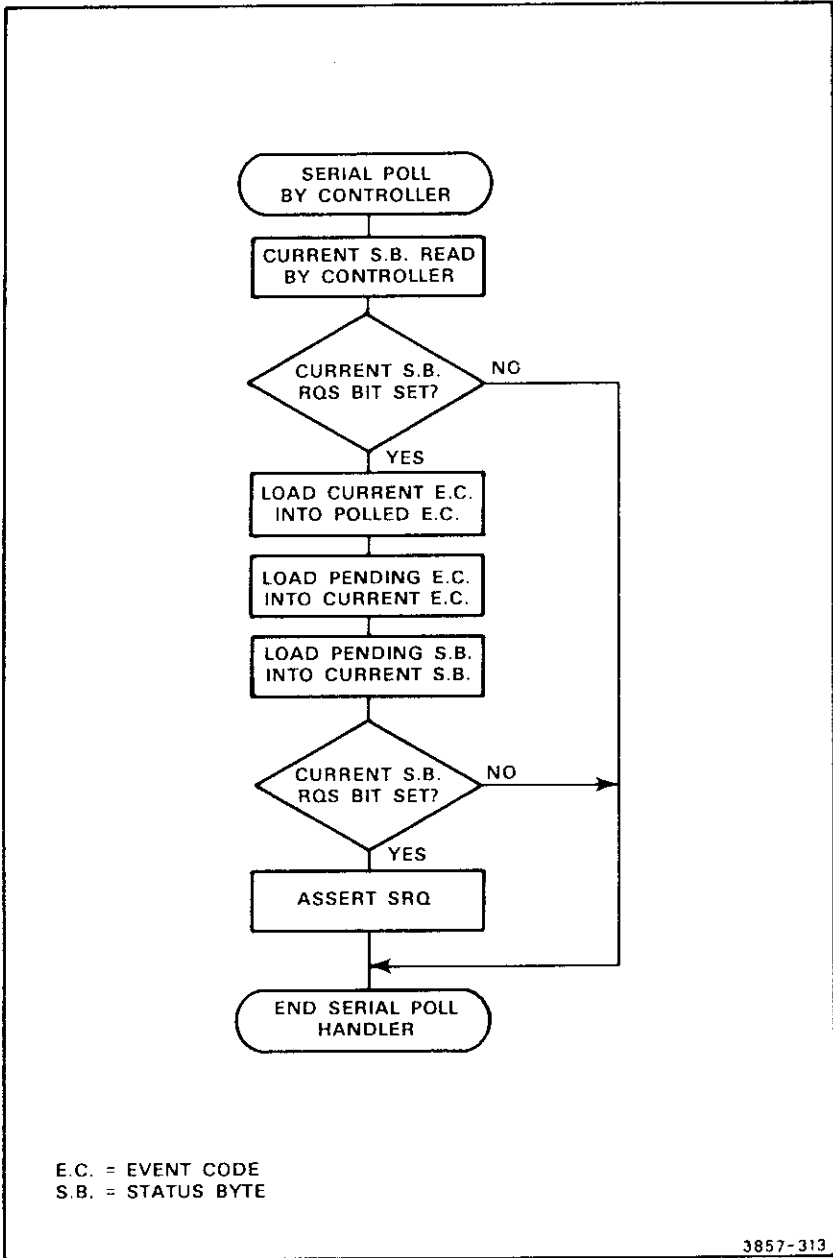 SERIAL POLL
BY CONTROLLER
CURRENT S.B. READ
BY CONTROLLER
CURRENT S.B.
RQS BIT SET?
NO
YES
LOAD CURRENT E.C.
INTO POLLED E.C.
LOAD PENDING E.C.
INTO CURRENT E.C.
LOAD PENDING S.B.
INTO CURRENT S.B.
CURRENT S.B.
RQS BIT SET?
NO
YES
ASSERT SRQ
END SERIAL POLL
HANDLER
E.C. = EVENT CODE
S.B. = STATUS BYTE
3857-313